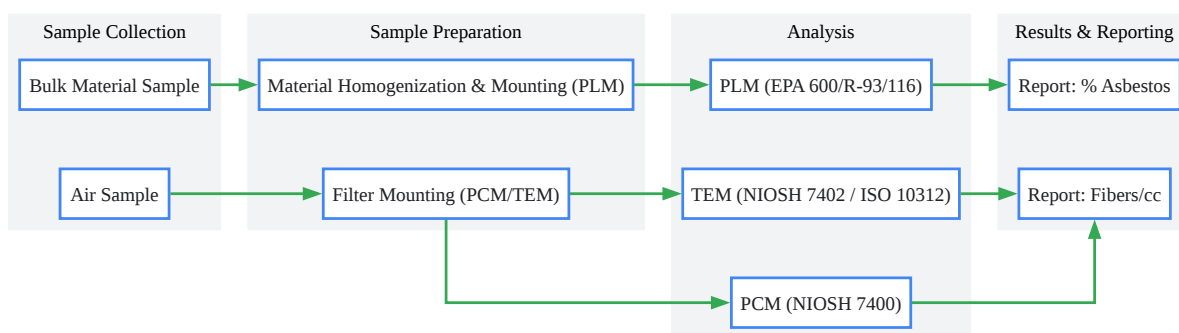 Sample Collection
Sample Preparation
Analysis
Results & Reporting
Bulk Material Sample
Material Homogenization & Mounting (PLM)
PLM (EPA 600/R-93/116)
Report: % Asbestos
Air Sample
Filter Mounting (PCM/TEM)
TEM (NIOSH 7402 / ISO 10312)
Report: Fibers/cc
PCM (NIOSH 7400)